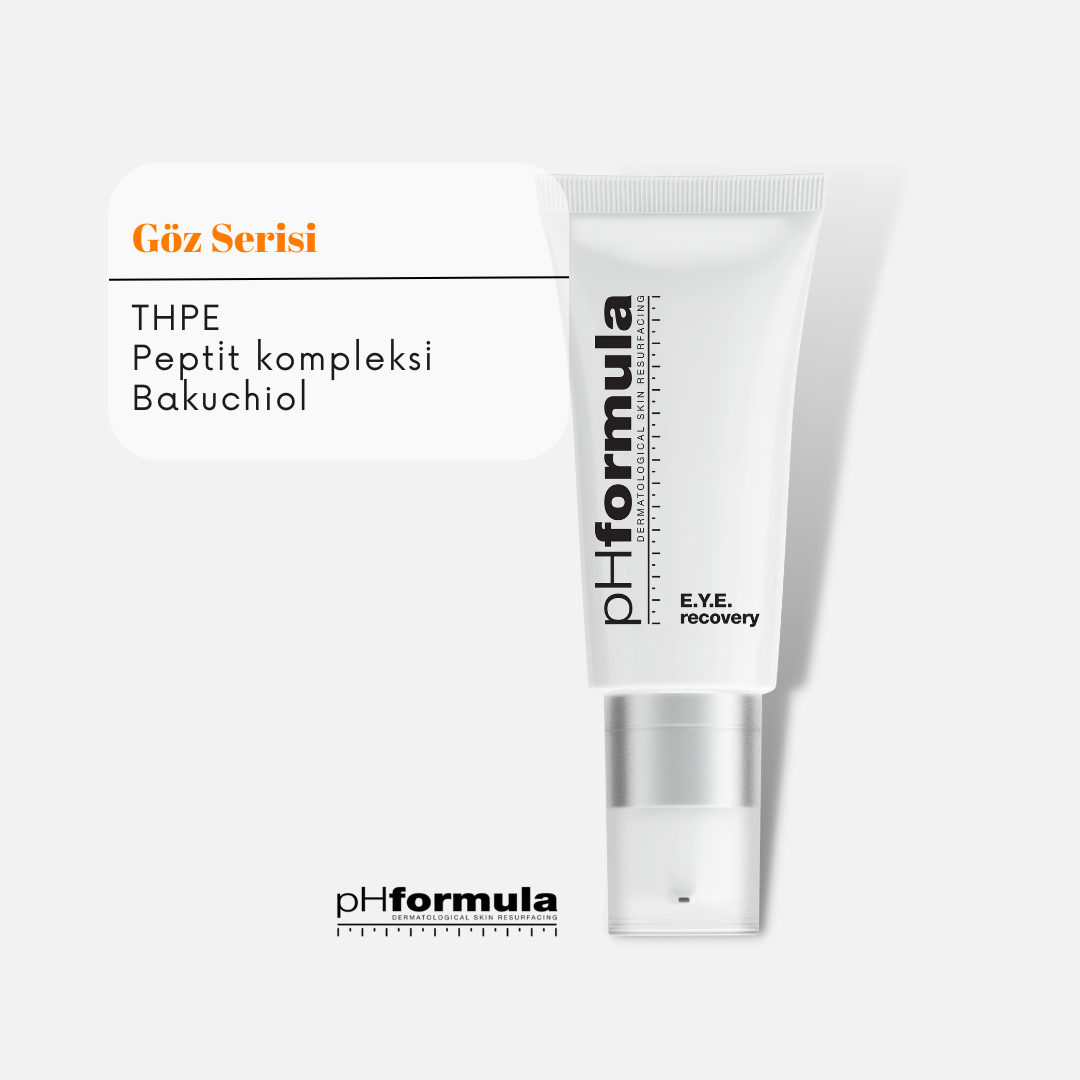 Göz Serisi
THPE
Peptit kompleksi
Bakuchiol
pHformula
DERMATOLOGICAL SKIN RESURFACING
E.Y.E.
recovery
pHformula
DERMATOLOGICAL SKIN RESURFACING